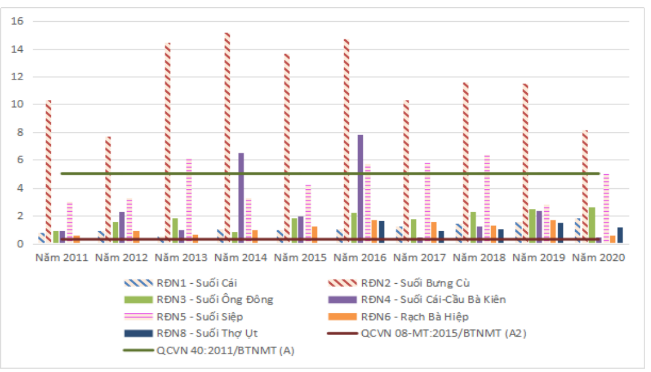 16
14
12
10
8
6
4
2
0
Năm 2011 Năm 2012 Năm 2013 Năm 2014 Năm 2015 Năm 2016 Năm 2017 Năm 2018 Năm 2019 Năm 2020
RĐN1 - Suối Cái RĐN2 - Suối Bưng Cù
RĐN3 - Suối Ông Đông RĐN4 - Suối Cái-Cầu Bà Kiên
RĐN5 - Suối Siệp RĐN6 - Rạch Bà Hiệp
RĐN8 - Suối Thợ Ụt QCVN 08-MT:2015/BTNMT (A2)
QCVN 40:2011/BTNMT (A)